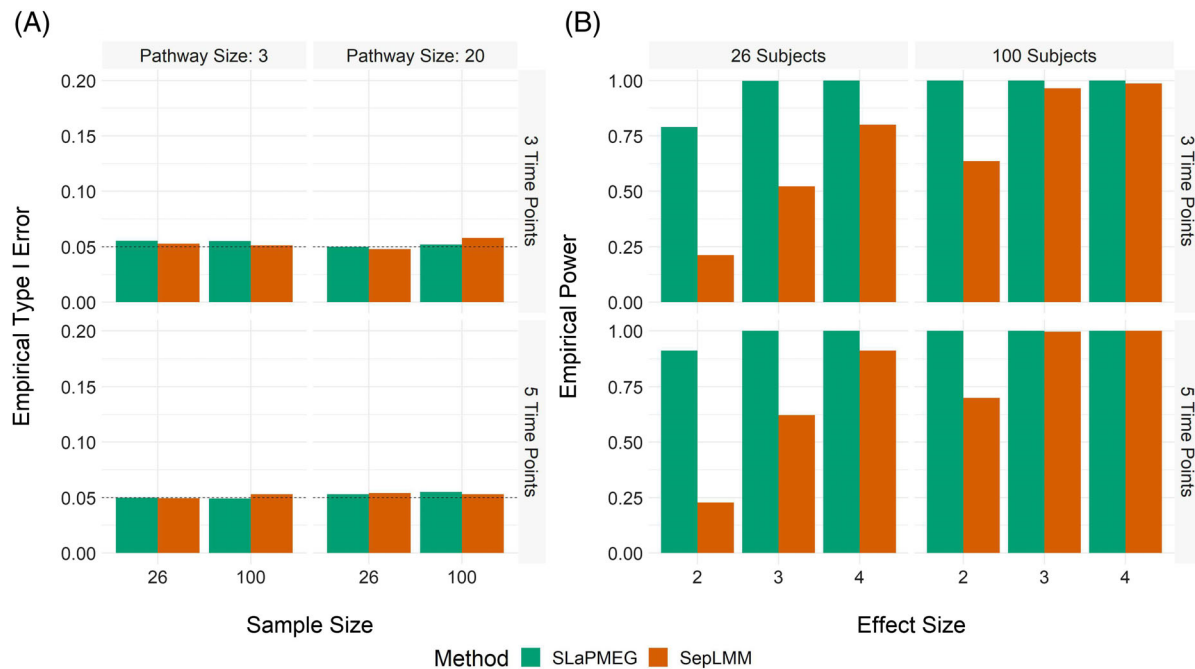 (A)
Pathway Size: 3
Pathway Size: 20
0.20
0.15
0.10
0.05
0.00
3 Time Points
0.20
0.15
0.10
0.05
0.00
5 Time Points
26
100
26
100
Empirical Type I Error
Sample Size
(B)
26 Subjects
100 Subjects
1.00
0.75
0.50
0.25
0.00
3 Time Points
1.00
0.75
0.50
0.25
0.00
5 Time Points
2
3
4
2
3
4
Empirical Power
Effect Size
Method SLaPMEG SepLMM